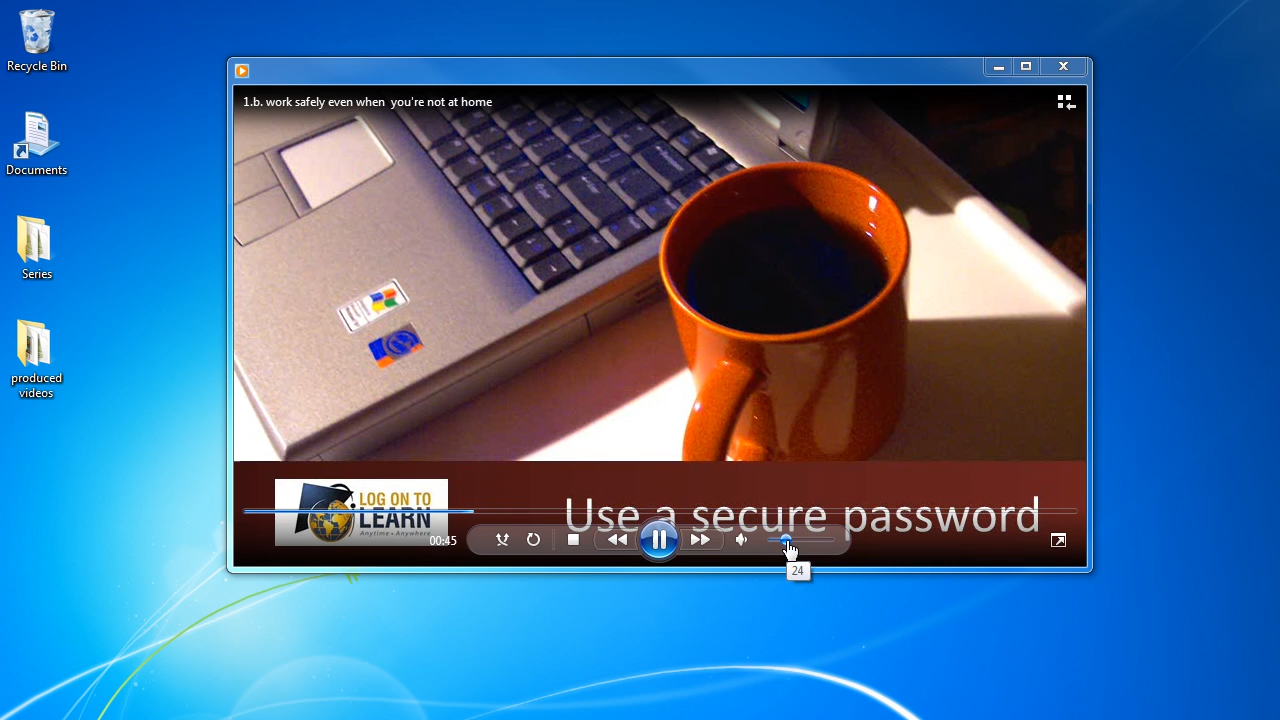 Recycle Bin
Documents
Series
produced
videos
1.b. work safely even when  you're not at home
LOG ON TO
LEARN
Anytime • Anywhere
Use a secure password
00:45
24